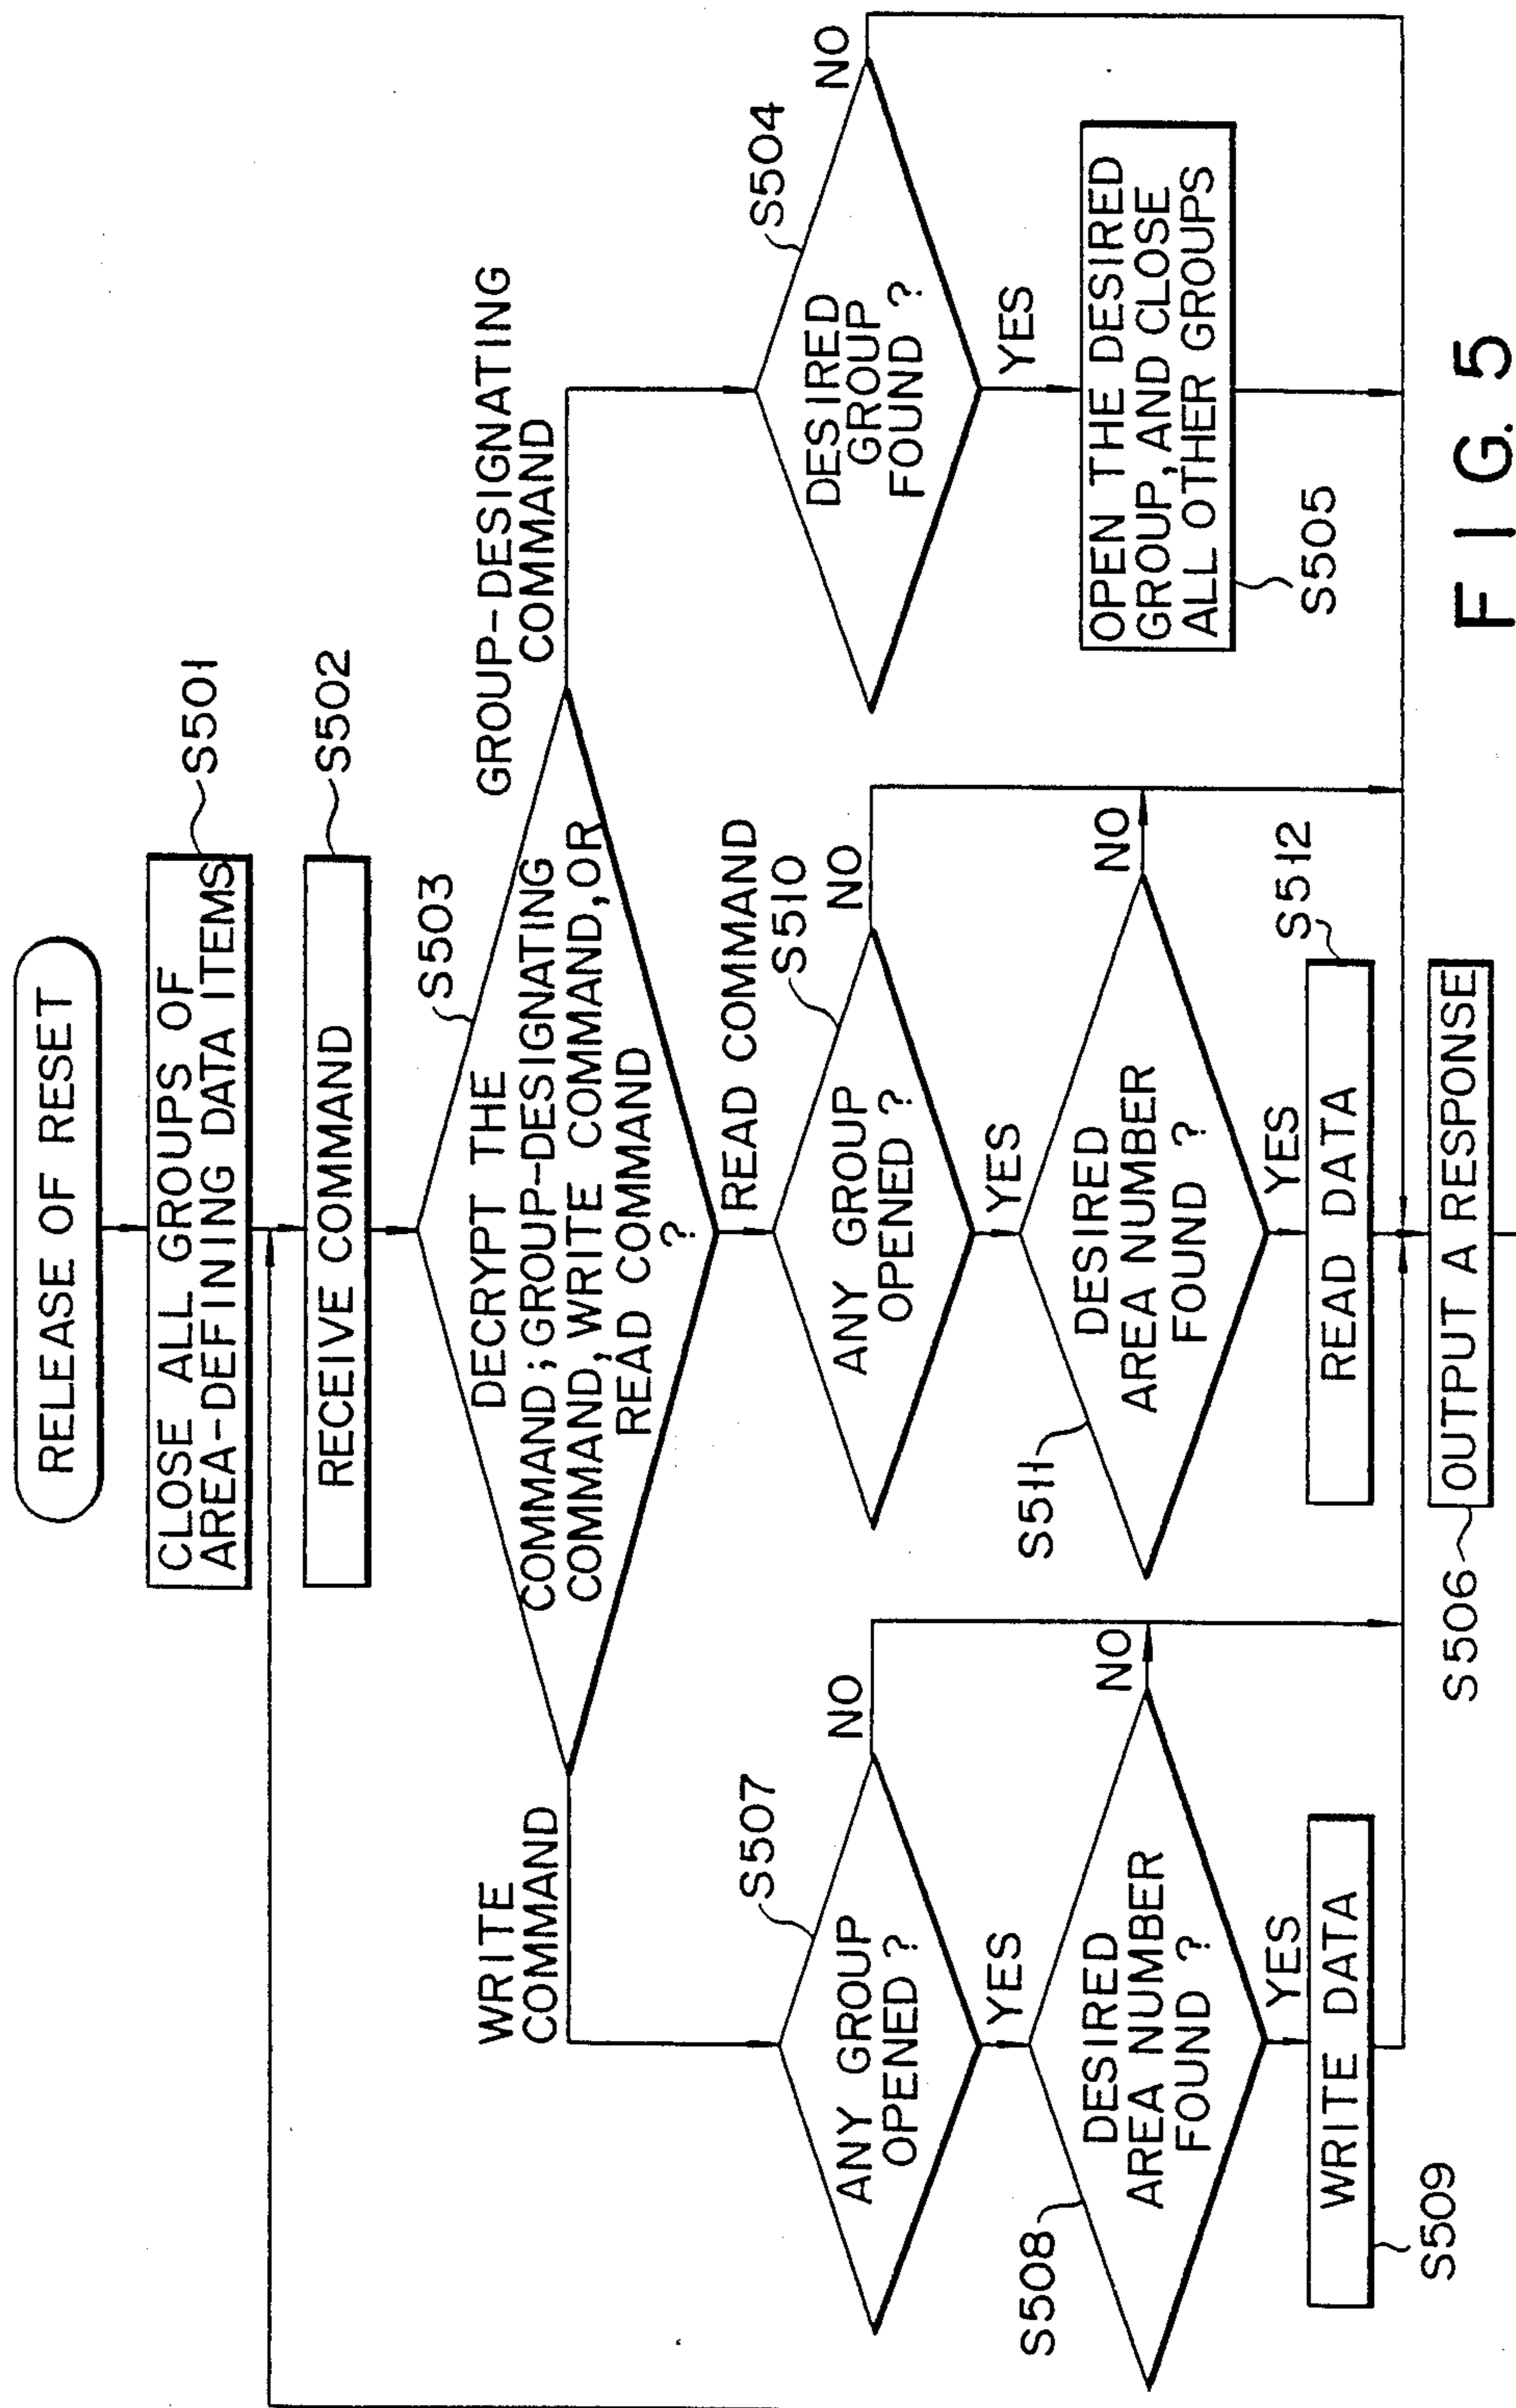 RELEASE OF RESET
CLOSE ALL GROUPS OF
AREA-DEFINING DATA ITEMS
S501
RECEIVE COMMAND
S502
DECRYPT THE
COMMAND; GROUP-DESIGNATING
COMMAND, WRITE COMMAND, OR
READ COMMAND
?
S503
WRITE
COMMAND
READ COMMAND
GROUP-DESIGNATING
COMMAND
ANY GROUP
OPENED ?
S507
NO
YES
DESIRED
AREA NUMBER
FOUND ?
S508
NO
YES
WRITE DATA
S509
ANY GROUP
OPENED ?
S510
NO
YES
DESIRED
AREA NUMBER
FOUND ?
S511
NO
YES
READ DATA
S512
DESIRED
GROUP
FOUND ?
S504
NO
YES
OPEN THE DESIRED
GROUP, AND CLOSE
ALL OTHER GROUPS
S505
S506
OUTPUT A RESPONSE
FIG. 5